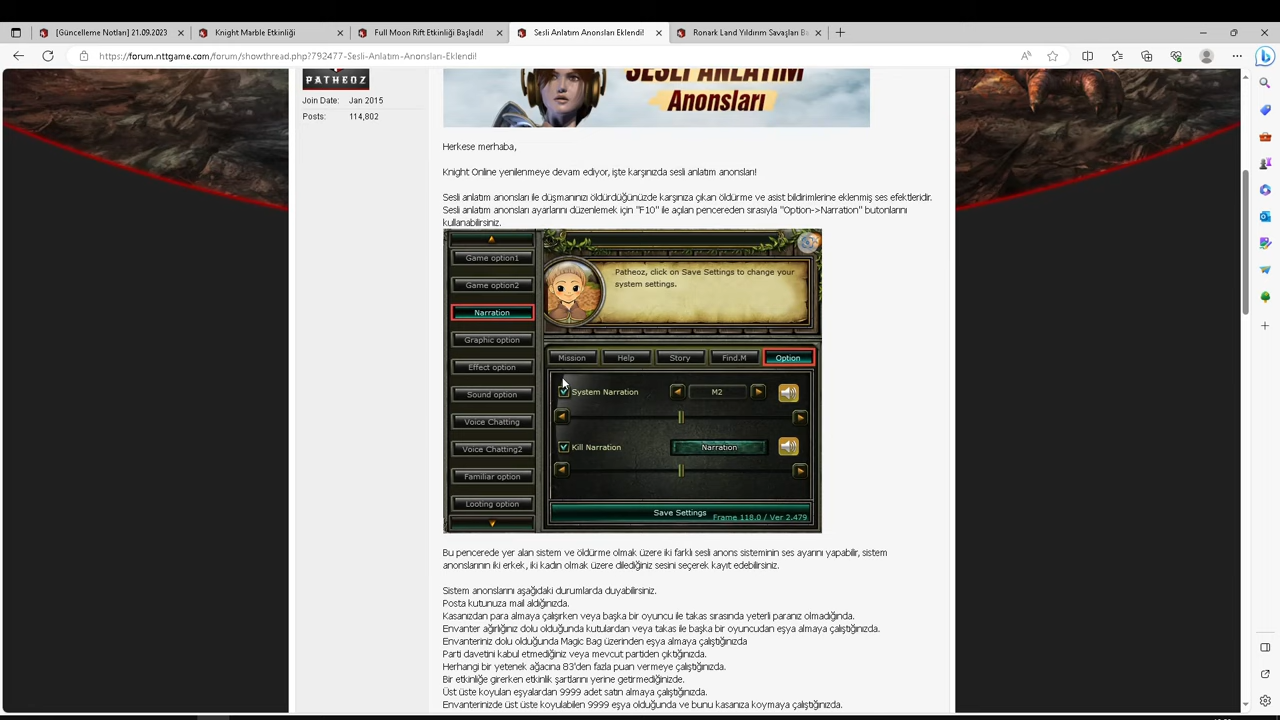 [Güncelleme Notları] 21.09.2023
Knight Marble Etkinliği
Full Moon Rift Etkinliği Başladı!
Sesli Anlatım Anonsları Eklendi!
Ronark Land Yıldırım Savaşları Ba
https://forum.nttgame.com/forum/showthread.php?792477-Sesli-Anlatım-Anonsları-Eklendi!
PATHEOZ
Join Date: Jan 2015
Posts: 114,802
SESLİ ANLATIM
Anonsları
Herkese merhaba,
Knight Online yenilenmeye devam ediyor, işte karşınızda sesli anlatım anonsları!
Sesli anlatım anonsları ile düşmanınızı öldürdüğünüzde karşınıza çıkan öldürme ve asist bildirimlerine eklenmiş ses efektleridir.
Sesli anlatım anonsları ayarlarını düzenlemek için "F10" ile açılan pencereden sırasıyla "Option->Narration" butonlarını
kullanabilirsiniz.
Game option1
Game option2
Narration
Graphic option
Effect option
Sound option
Voice Chatting
Voice Chatting2
Familiar option
Looting option
Patheoz, click on Save Settings to change your
system settings.
Mission
Help
Story
Find.M
Option
System Narration
M2
Kill Narration
Narration
Save Settings
Frame 118.0 / Ver 2.479
Bu pencerede yer alan sistem ve öldürme olmak üzere iki farklı sesli anons sisteminin ses ayarını yapabilir, sistem
anonslarının iki erkek, iki kadın olmak üzere dilediğiniz sesini seçerek kayıt edebilirsiniz.
Sistem anonslarını aşağıdaki durumlarda duyabilirsiniz.
Posta kutunuza mail aldığınızda.
Kasanızdan para almaya çalışırken veya başka bir oyuncu ile takas sırasında yeterli paranız olmadığında.
Envanter ağırlığınız dolu olduğunda kutulardan veya takas ile başka bir oyuncudan eşya almaya çalıştığınızda.
Envanteriniz dolu olduğunda Magic Bag üzerinden eşya almaya çalıştığınızda
Parti davetini kabul etmediğiniz veya mevcut partiden çıktığınızda.
Herhangi bir yetenek ağacına 83'den fazla puan vermeye çalıştığınızda.
Bir etkinliğe girerken etkinlik şartlarını yerine getirmediğinizde.
Üst üste koyulan eşyalardan 9999 adet satın almaya çalıştığınızda.
Envanterinizde üst üste koyulabilen 9999 eşya olduğunda ve bunu kasanıza koymaya çalıştığınızda.